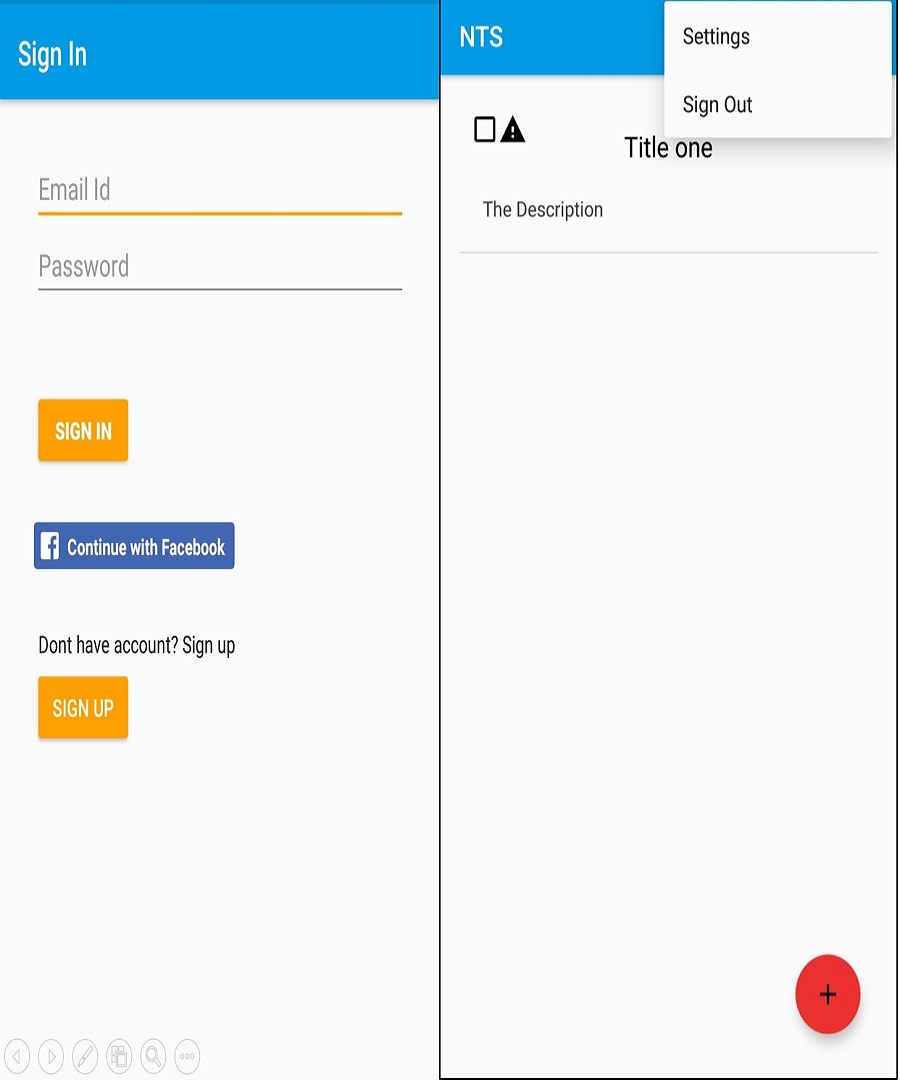 Sign In
Email Id
Password
SIGN IN
Continue with Facebook
Dont have account? Sign up
SIGN UP
NTS
Settings
Sign Out
Title one
The Description